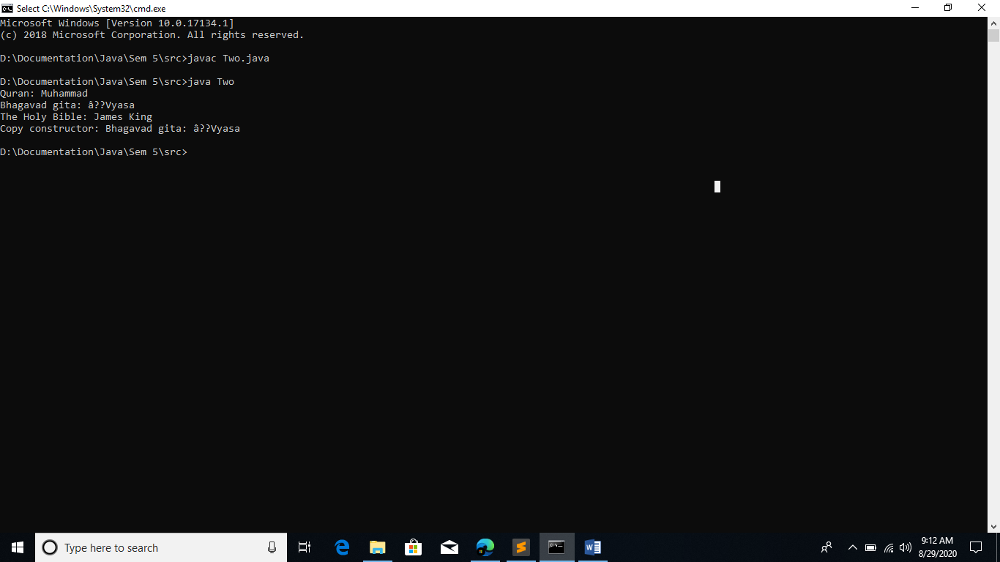 Select C:\Windows\System32\cmd.exe
Microsoft Windows [Version 10.0.17134.1]
(c) 2018 Microsoft Corporation. All rights reserved.
D:\Documentation\Java\Sem 5\src>javac Two.java
D:\Documentation\Java\Sem 5\src>java Two
Quran: Muhammad
Bhagavad gita: â??Vyasa
The Holy Bible: James King
Copy constructor: Bhagavad gita: â??Vyasa
D:\Documentation\Java\Sem 5\src>
Type here to search
9:12 AM
8/29/2020